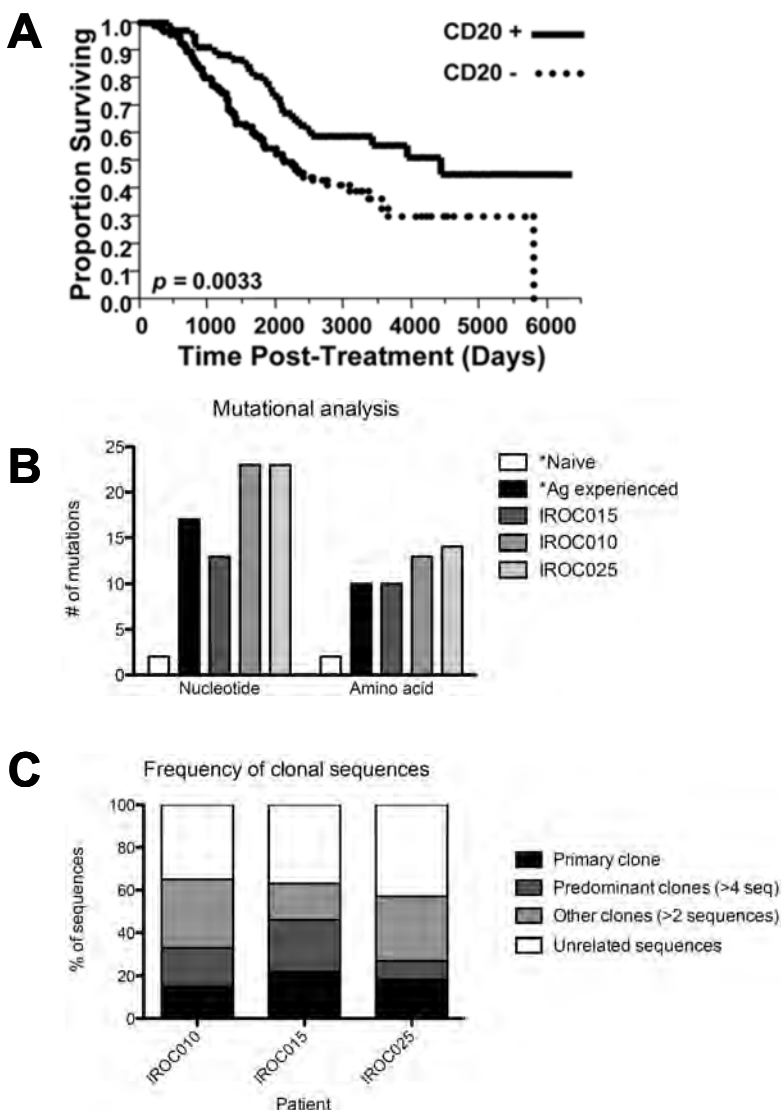 A
Proportion Surviving
1.0
0.9
0.8
0.7
0.6
0.5
0.4
0.3
0.2
0.1
0.0
CD20 +
CD20 -
p = 0.0033
0 1000 2000 3000 4000 5000 6000
Time Post-Treatment (Days)
B
Mutational analysis
# of mutations
25
20
15
10
5
0
Nucleotide Amino acid
*Naive
*Ag experienced
IROC015
IROC010
IROC025
C
Frequency of clonal sequences
% of sequences
100
80
60
40
20
0
IROC010 IROC015 IROC025
Patient
Primary clone
Predominant clones (>4 seq)
Other clones (>2 sequences)
Unrelated sequences